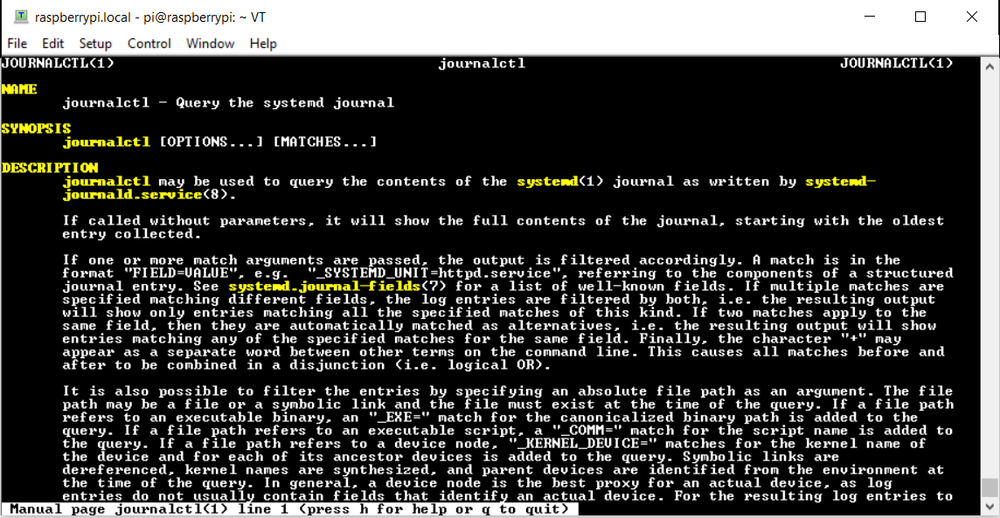 raspberrypi.local - pi@raspberrypi: ~ VT
File Edit Setup Control Window Help
JOURNALCTL(1) journalctl JOURNALCTL(1)
NAME
journalctl - Query the systemd journal
SYNOPSIS
journalctl [OPTIONS...] [MATCHES...]
DESCRIPTION
journalctl may be used to query the contents of the systemd(1) journal as written by systemd-
journald.service(8).
If called without parameters, it will show the full contents of the journal, starting with the oldest
entry collected.
If one or more match arguments are passed, the output is filtered accordingly. A match is in the
format "FIELD=VALUE", e.g. "_SYSTEMD_UNIT=httpd.service", referring to the components of a structured
journal entry. See systemd.journal-fields(7) for a list of well-known fields. If multiple matches are
specified matching different fields, the log entries are filtered by both, i.e. the resulting output
will show only entries matching all the specified matches of this kind. If two matches apply to the
same field, then they are automatically matched as alternatives, i.e. the resulting output will show
entries matching any of the specified matches for the same field. Finally, the character "+" may
appear as a separate word between other terms on the command line. This causes all matches before and
after to be combined in a disjunction (i.e. logical OR).
It is also possible to filter the entries by specifying an absolute file path as an argument. The file
path may be a file or a symbolic link and the file must exist at the time of the query. If a file path
refers to an executable binary, an "_EXE=" match for the canonicalized binary path is added to the
query. If a file path refers to an executable script, a "_COMM=" match for the script name is added to
the query. If a file path refers to a device node, "_KERNEL_DEVICE=" matches for the kernel name of
the device and for each of its ancestor devices is added to the query. Symbolic links are
dereferenced, kernel names are synthesized, and parent devices are identified from the environment at
the time of the query. In general, a device node is the best proxy for an actual device, as log
entries do not usually contain fields that identify an actual device. For the resulting log entries to
Manual page journalctl(1) line 1 (press h for help or q to quit)